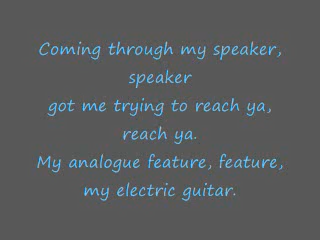 Coming through my speaker,
speaker
got me trying to reach ya,
reach ya.
My analogue feature, feature,
my electric guitar.